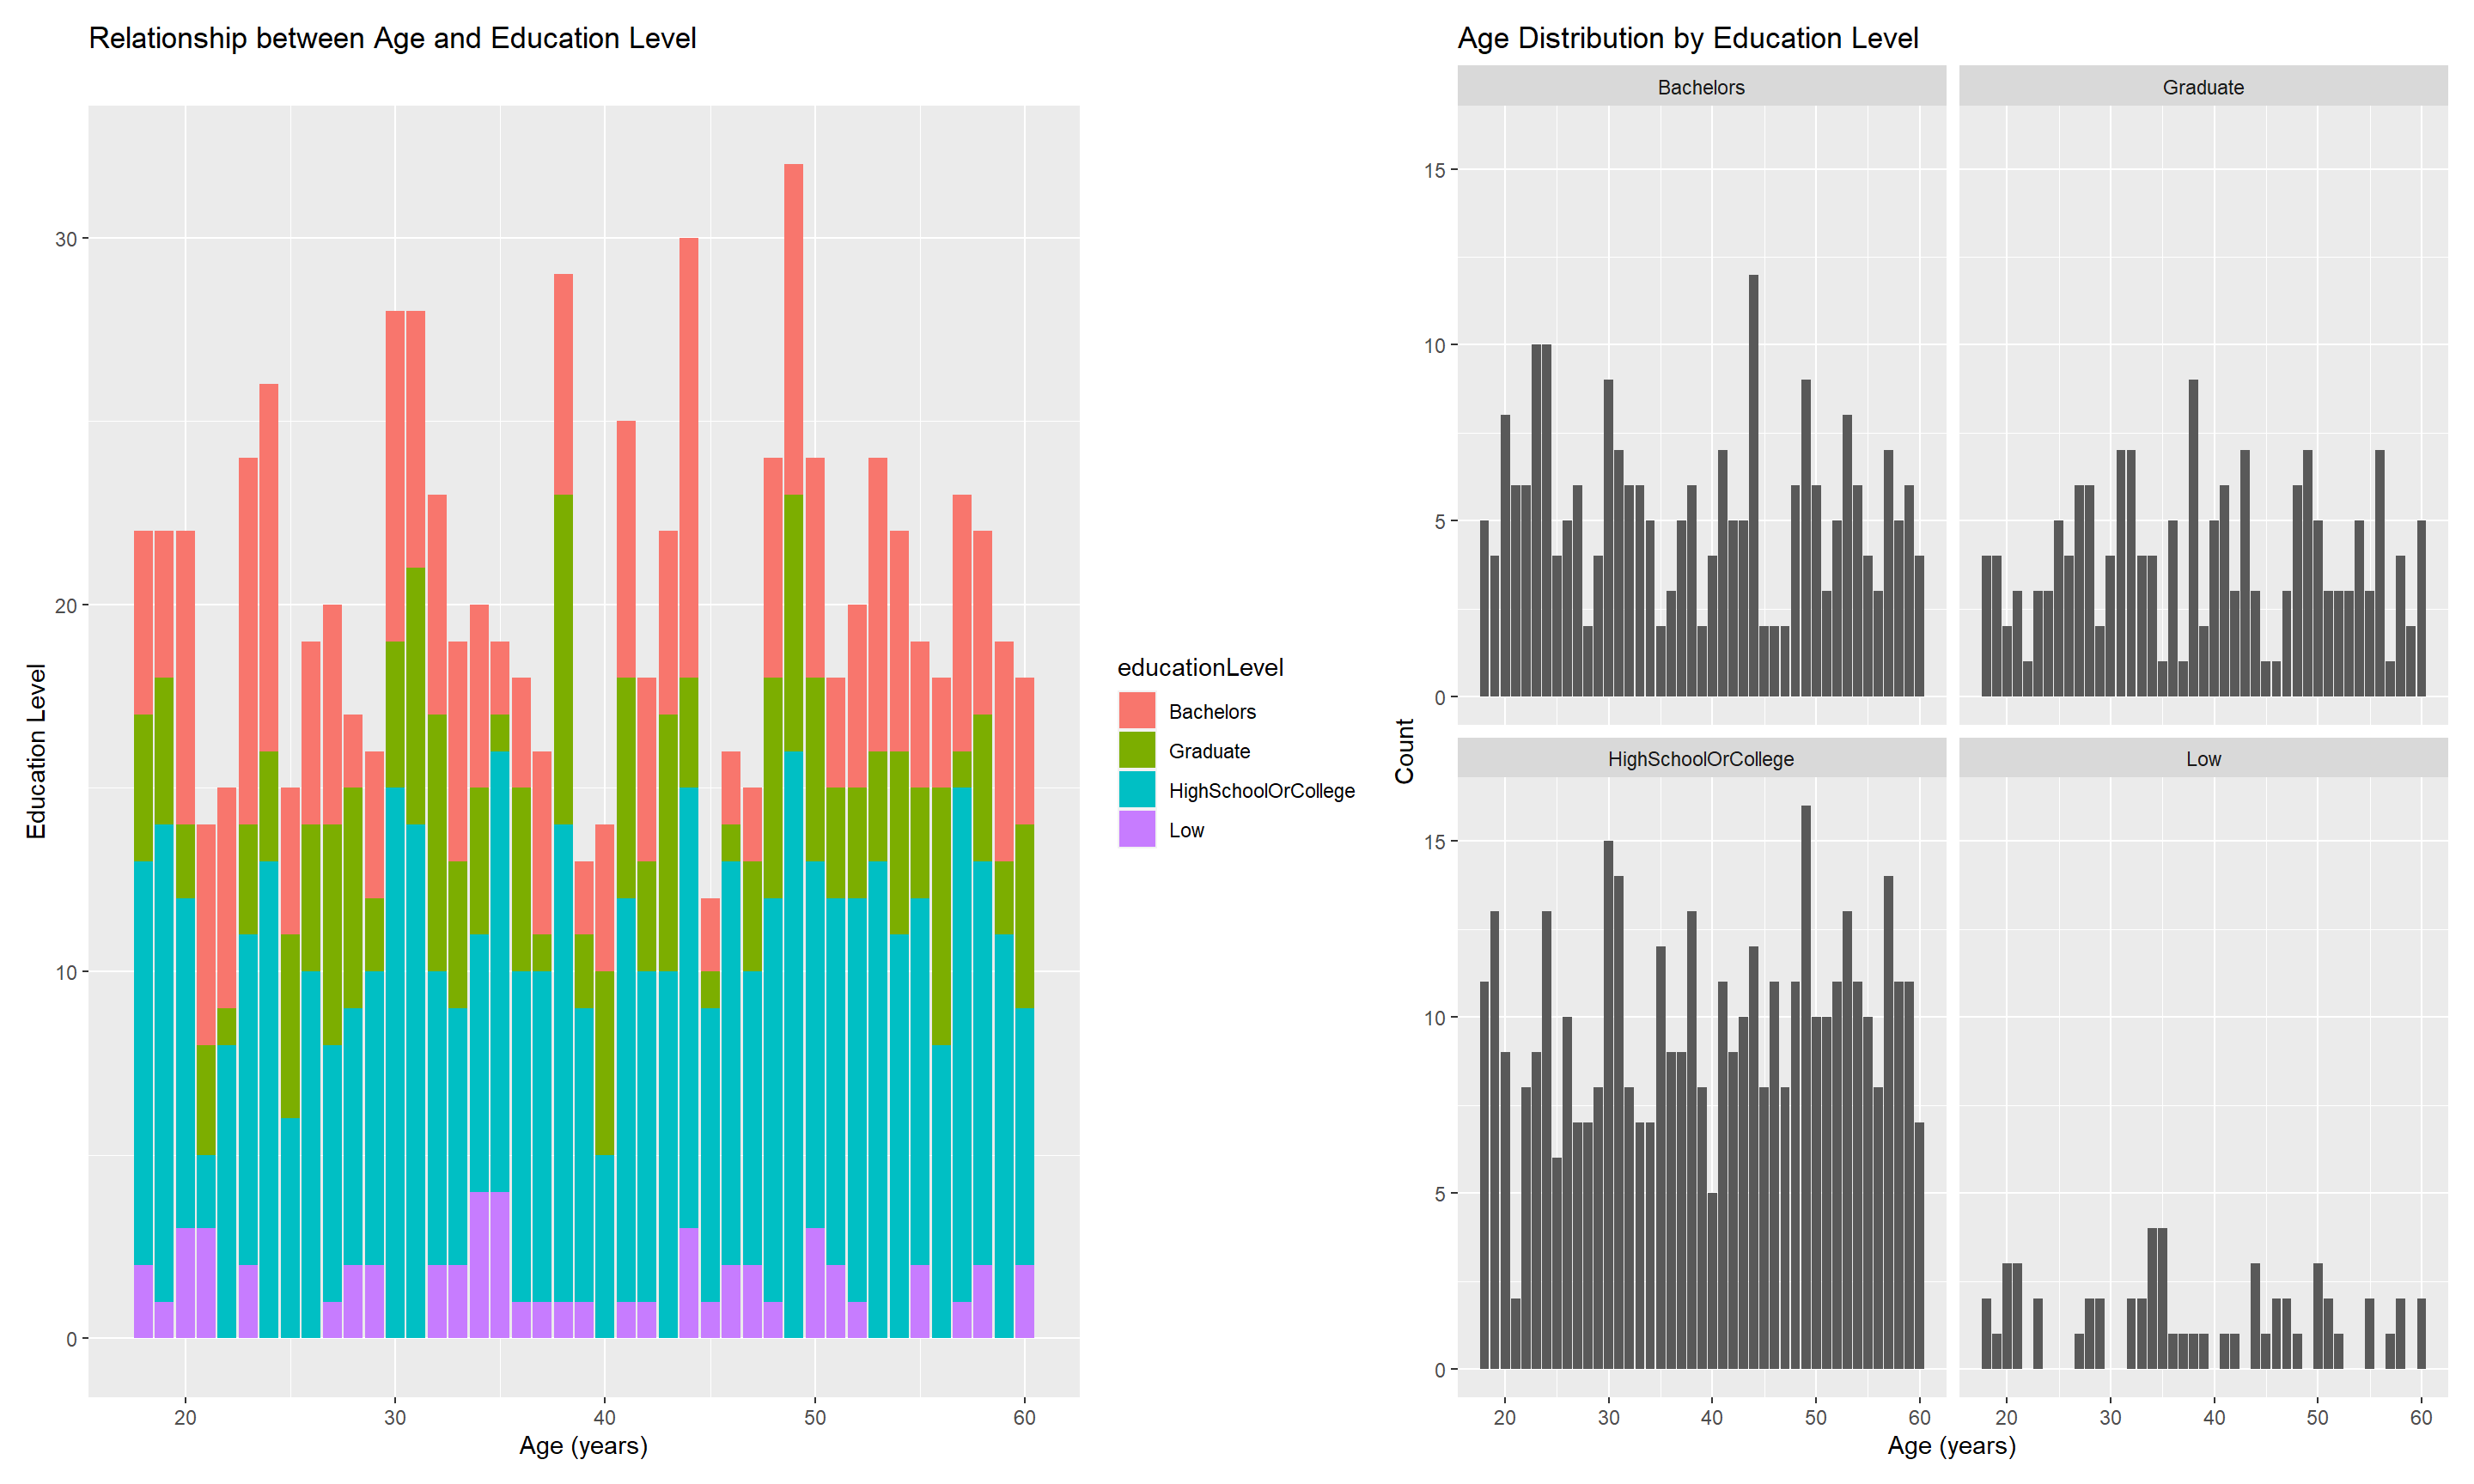 Relationship between Age and Education Level
30
20
10
0
20 30 40 50 60
Age (years)
Education Level
educationLevel
Bachelors
Graduate
HighSchoolOrCollege
Low
Age Distribution by Education Level
Bachelors
Graduate
15
10
5
0
HighSchoolOrCollege
Low
15
10
5
0
20 30 40 50 60
20 30 40 50 60
Age (years)
Count